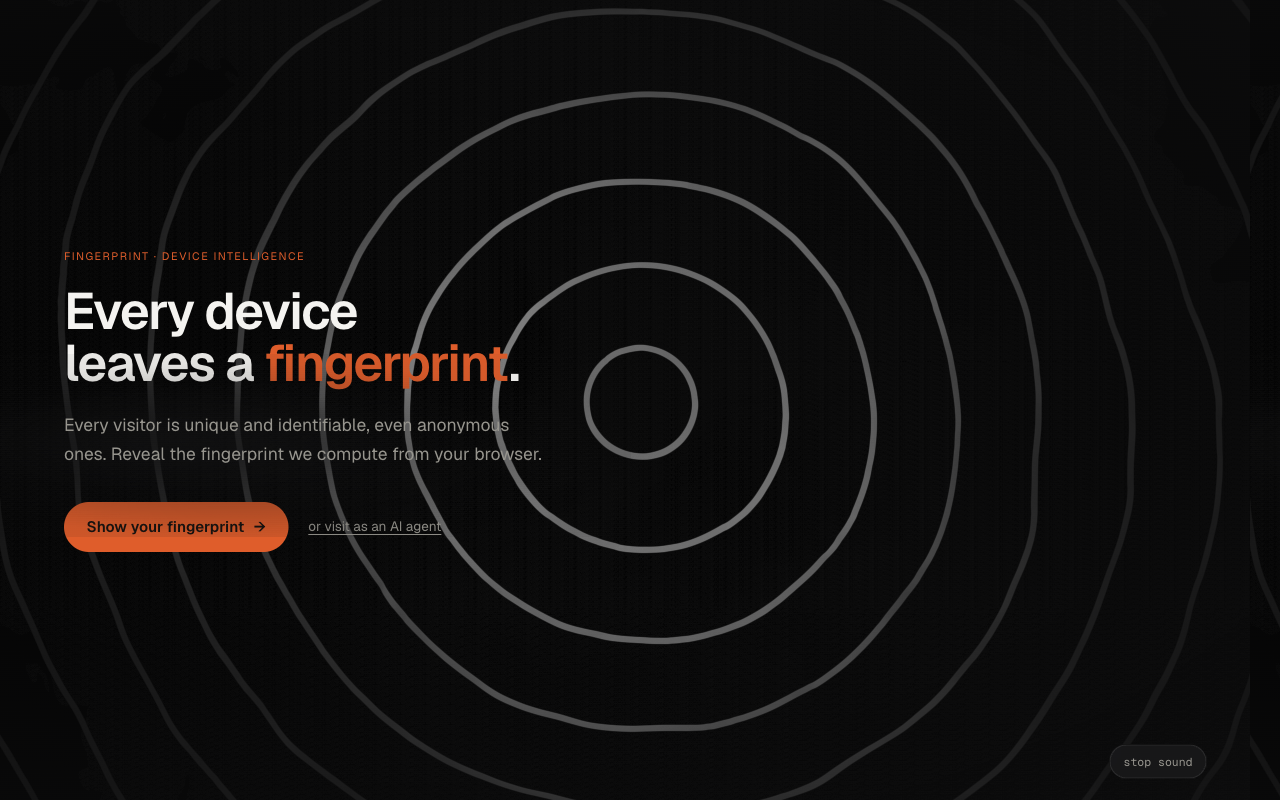 FINGERPRINT · DEVICE INTELLIGENCE
Every device
leaves a fingerprint.
Every visitor is unique and identifiable, even anonymous
ones. Reveal the fingerprint we compute from your browser.
Show your fingerprint →
or visit as an AI agent
stop sound